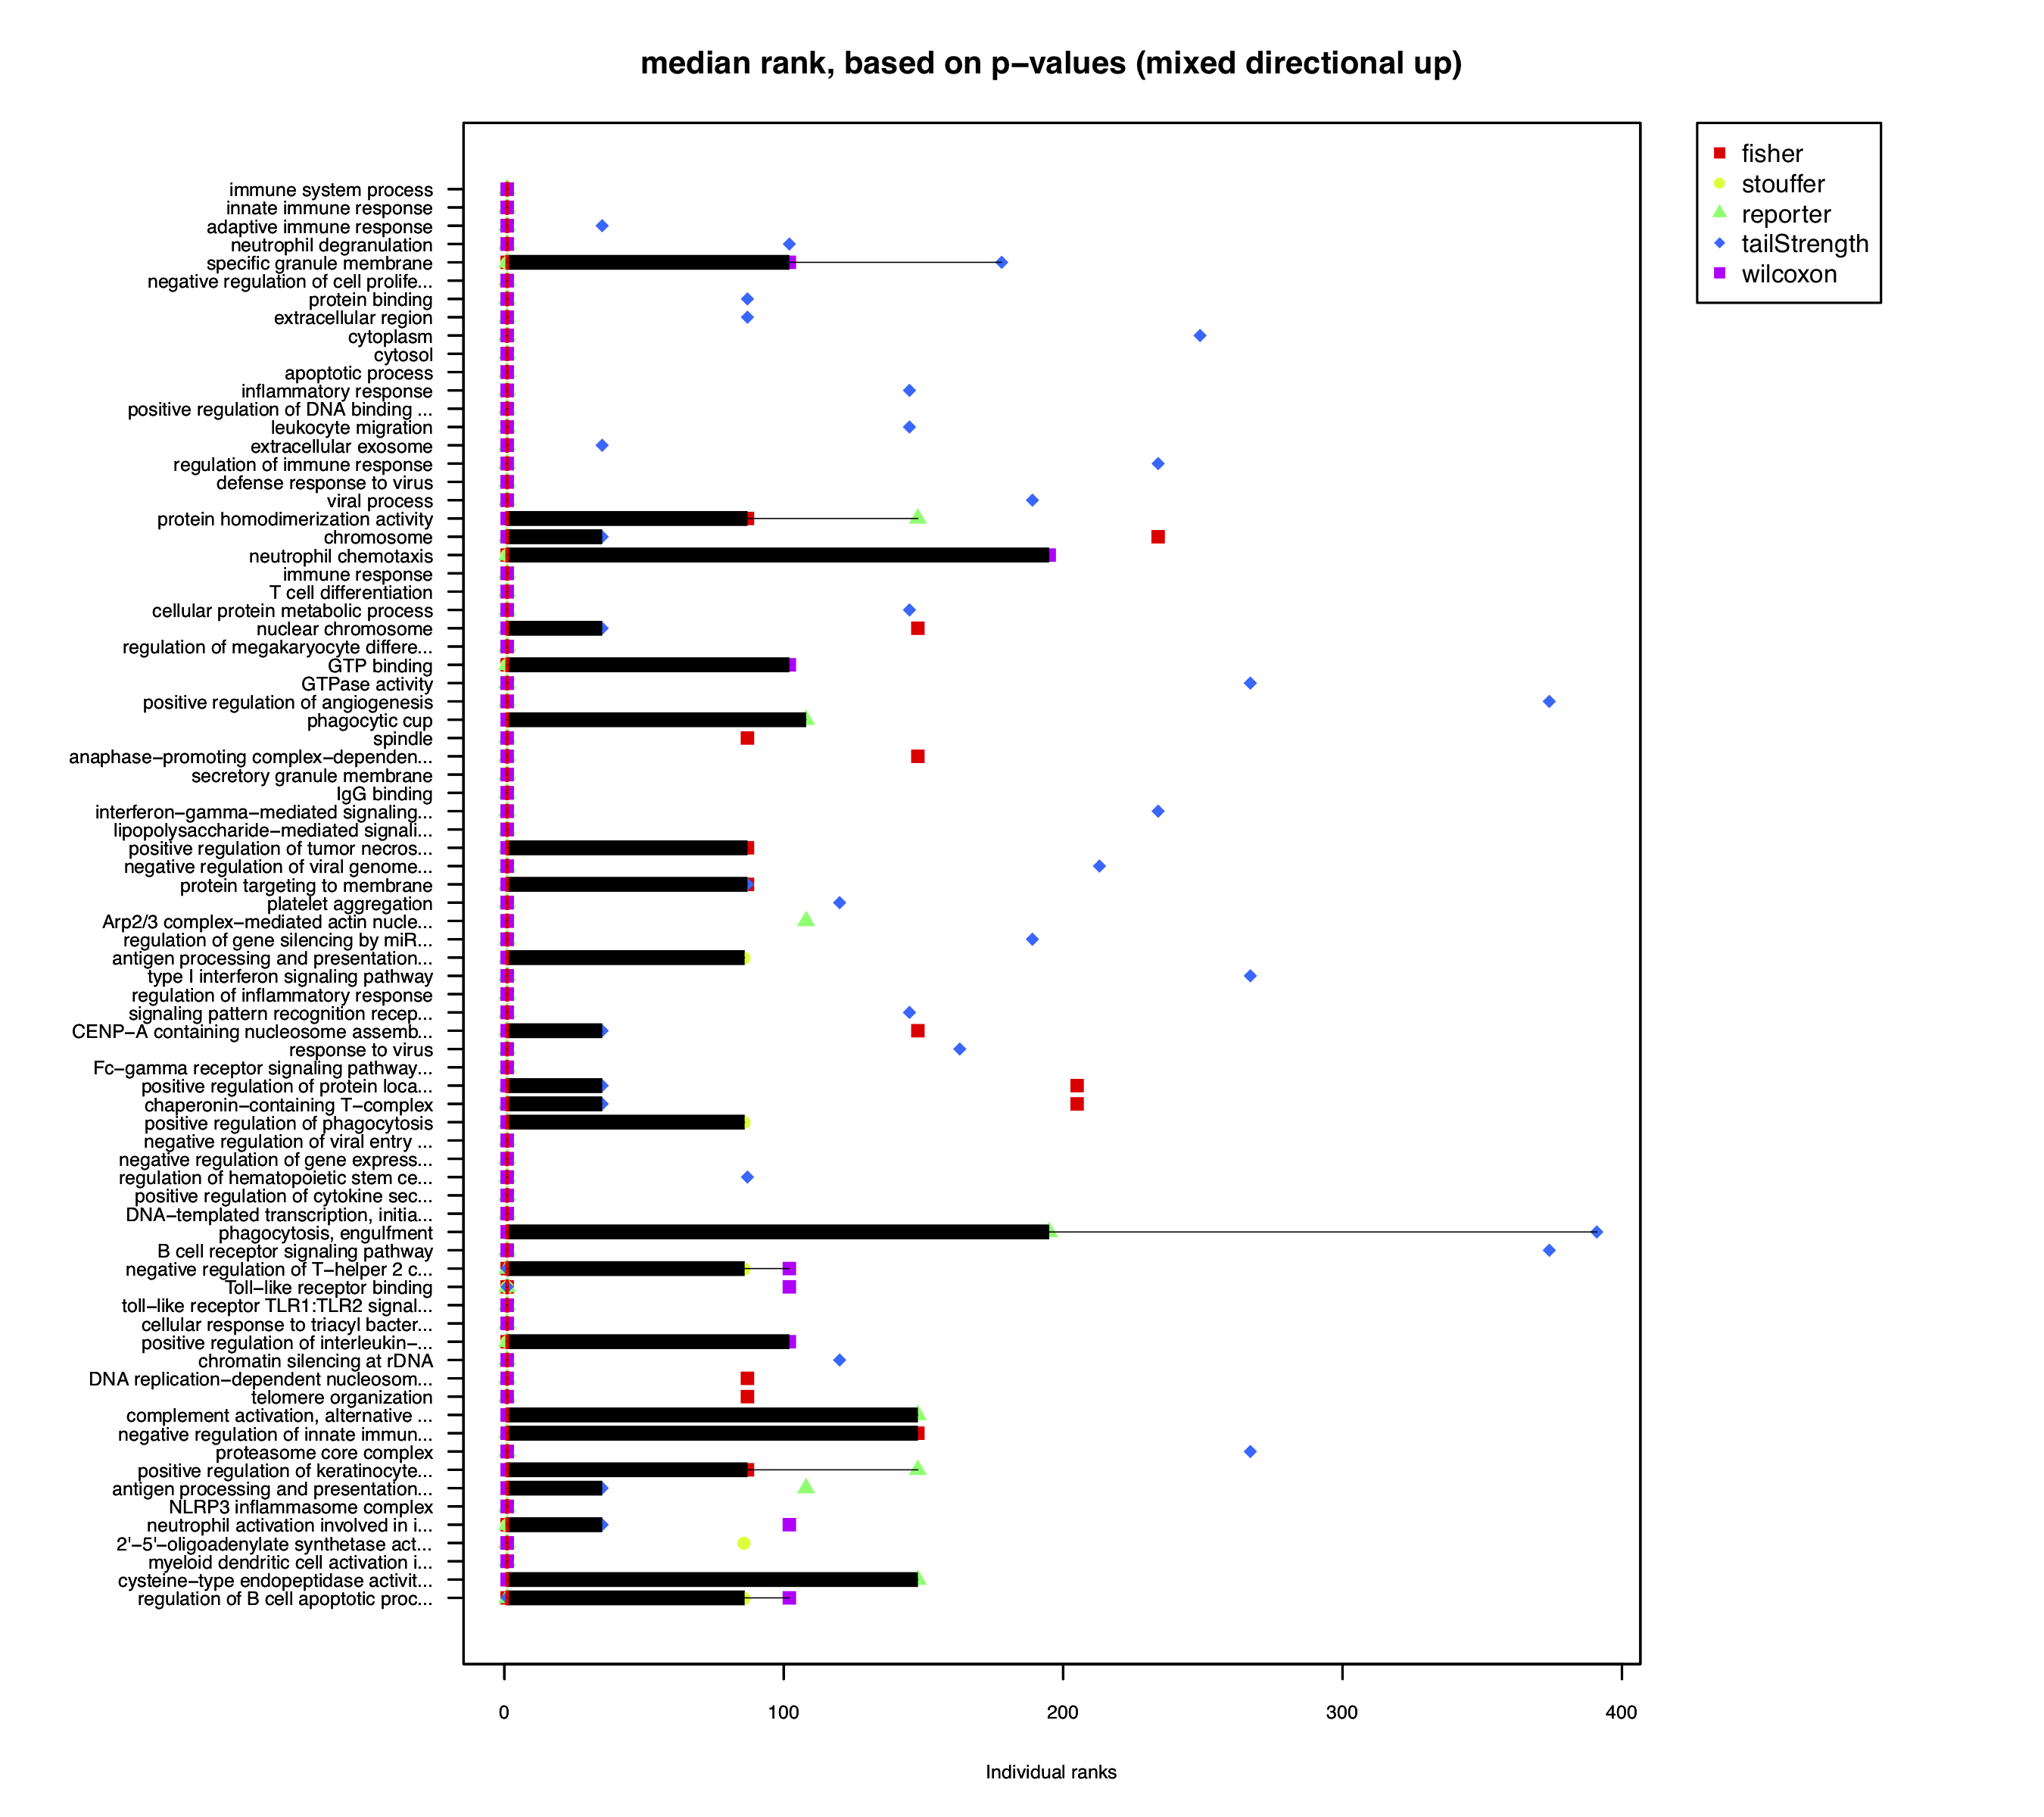 median rank, based on p−values (mixed directional up)
fisher
stouffer
reporter
tailStrength
wilcoxon
immune system process
innate immune response
adaptive immune response
neutrophil degranulation
specific granule membrane
negative regulation of cell prolife...
protein binding
extracellular region
cytoplasm
cytosol
apoptotic process
inflammatory response
positive regulation of DNA binding ...
leukocyte migration
extracellular exosome
regulation of immune response
defense response to virus
viral process
protein homodimerization activity
chromosome
neutrophil chemotaxis
immune response
T cell differentiation
cellular protein metabolic process
nuclear chromosome
regulation of megakaryocyte differe...
GTP binding
GTPase activity
positive regulation of angiogenesis
phagocytic cup
spindle
anaphase−promoting complex−dependen...
secretory granule membrane
IgG binding
interferon−gamma−mediated signaling...
lipopolysaccharide−mediated signali...
positive regulation of tumor necros...
negative regulation of viral genome...
protein targeting to membrane
platelet aggregation
Arp2/3 complex−mediated actin nucle...
regulation of gene silencing by miR...
antigen processing and presentation...
type I interferon signaling pathway
regulation of inflammatory response
signaling pattern recognition recep...
CENP−A containing nucleosome assemb...
response to virus
Fc−gamma receptor signaling pathway...
positive regulation of protein loca...
chaperonin−containing T−complex
positive regulation of phagocytosis
negative regulation of viral entry ...
negative regulation of gene express...
regulation of hematopoietic stem ce...
positive regulation of cytokine sec...
DNA−templated transcription, initia...
phagocytosis, engulfment
B cell receptor signaling pathway
negative regulation of T−helper 2 c...
Toll−like receptor binding
toll−like receptor TLR1:TLR2 signal...
cellular response to triacyl bacter...
positive regulation of interleukin−...
chromatin silencing at rDNA
DNA replication−dependent nucleosom...
telomere organization
complement activation, alternative ...
negative regulation of innate immun...
proteasome core complex
positive regulation of keratinocyte...
antigen processing and presentation...
NLRP3 inflammasome complex
neutrophil activation involved in i...
2'−5'−oligoadenylate synthetase act...
myeloid dendritic cell activation i...
cysteine−type endopeptidase activit...
regulation of B cell apoptotic proc...
0 100 200 300 400
Individual ranks